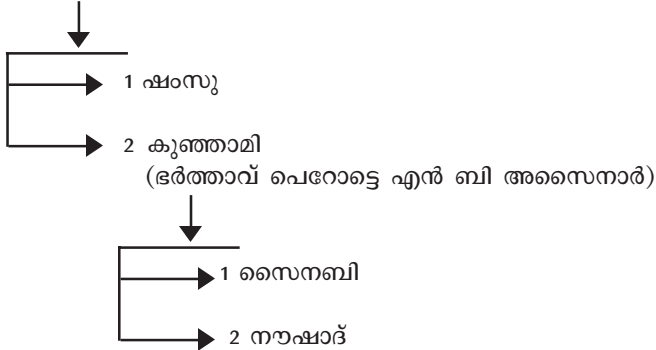 1 ഷംസു
2 കുഞ്ഞാമി
(ഭർത്താവ് പെറോട്ടെ എൻ ബി അസൈനാർ)
1 സൈനബി
2 നൗഷാദ്